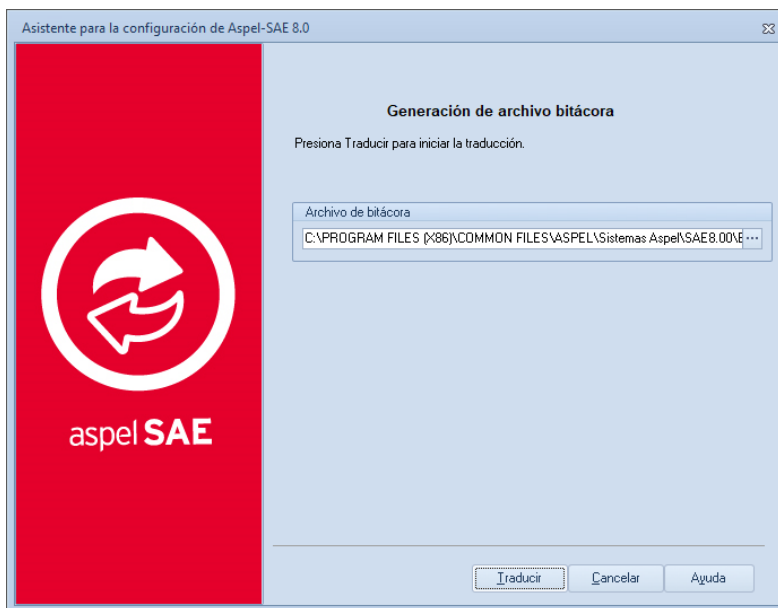 Asistente para la configuración de Aspel-SAE 8.0
Generación de archivo bitácora
Presiona Traducir para iniciar la traducción.
Archivo de bitácora
C:\PROGRAM FILES (X86)\COMMON FILES\ASPEL\Sistemas Aspel\SAE8.00\E ...
aspel SAE
Traducir Cancelar Ayuda